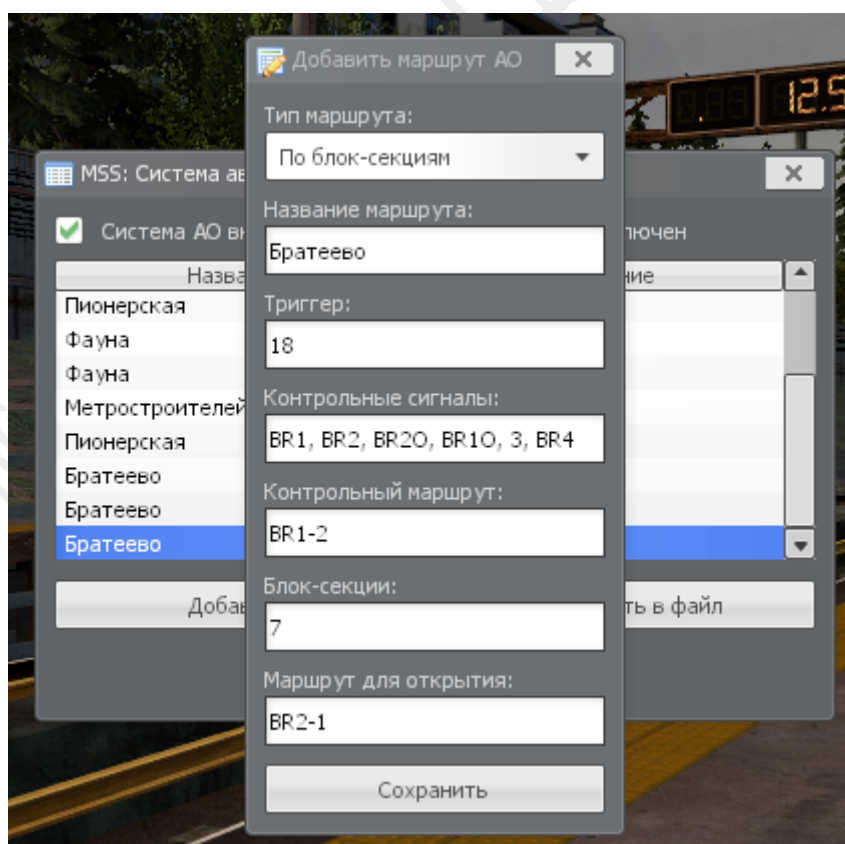 Добавить маршрут АО
12.5
Тип маршрута:
По блок-секциям
MSS: Система ав
Название маршрута:
Система АО вк
лючен
Братеево
Назва
ние
Пионерская
Триггер:
Фауна
18
Фауна
Контрольные сигналы:
Метростроителей
BR1, BR2, BR2O, BR1O, 3, BR4
Пионерская
Братеево
Контрольный маршрут:
Братеево
BR1-2
Братеево
Блок-секции:
Добав
ть в файл
7
Маршрут для открытия:
BR2-1
Сохранить